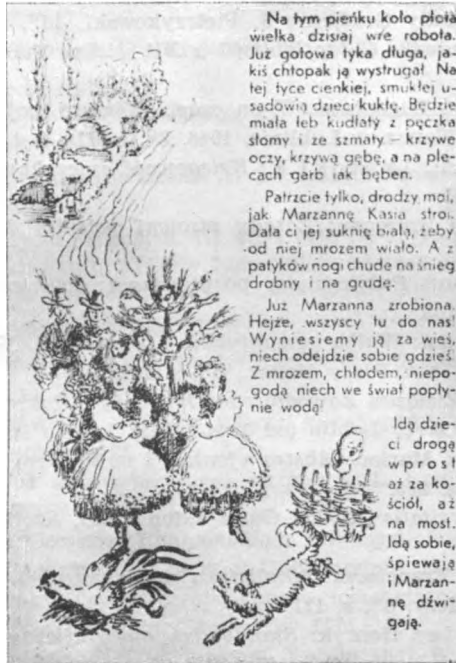 Na tym pieńku koło płota
wielka dzisiaj wre robota.
Już gotowa tyka długa, ja-
kiś chłopak ją wystrugał. Na
tej tyce cienkiej, smukłej u-
sadowią dzieci kukłę. Będzie
miała łeb kudłaty z pęczka
słomy i ze szmaty - krzywe
oczy, krzywą gębę, a na ple-
cach garb jak bęben.
Patrzcie tylko, drodzy moi,
jak Marzannę Kasia stroi.
Dała ci jej suknię białą, żeby
od niej mrozem wiało. A z
patyków nogi chude na śnieg
drobny i na grudę.
Już Marzanna zrobiona.
Hejże, wszyscy tu do nas!
Wyniesiemy ją za wieś,
niech odejdzie sobie gdzieś.
Z mrozem, chłodem, niepo-
godą niech we świat popły-
nie wodą!
Idą dzie-
ci drogą
wprost
aż za ko-
ściół, aż
na most.
Idą sobie,
śpiewają
i Marzan-
nę dźwi-
gają.